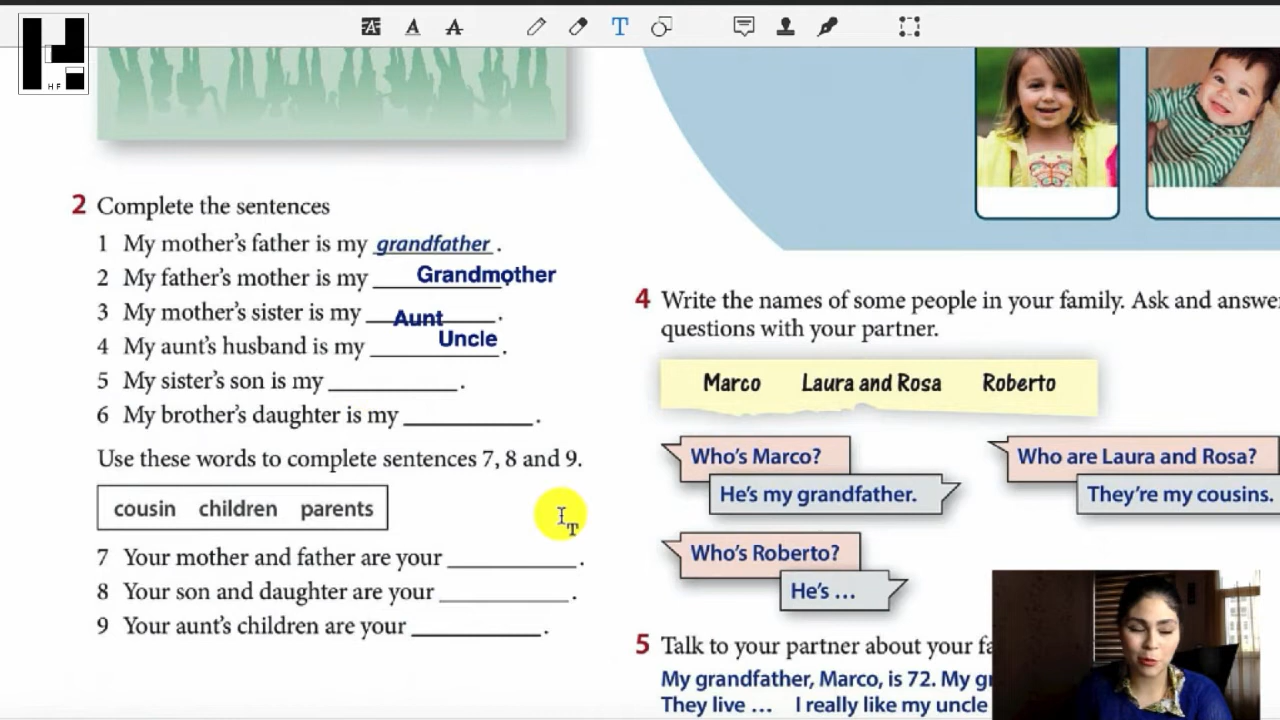 HF
2 Complete the sentences
1 My mother's father is my grandfather.
2 My father's mother is my Grandmother
3 My mother's sister is my Aunt.
4 My aunt's husband is my Uncle.
5 My sister's son is my ____________.
6 My brother's daughter is my ____________.
Use these words to complete sentences 7, 8 and 9.
cousin children parents
7 Your mother and father are your ____________.
8 Your son and daughter are your ____________.
9 Your aunt's children are your ____________.
4 Write the names of some people in your family. Ask and answe
questions with your partner.
Marco Laura and Rosa Roberto
Who's Marco?
He's my grandfather.
Who are Laura and Rosa?
They're my cousins.
Who's Roberto?
He's ...
5 Talk to your partner about your fa
My grandfather, Marco, is 72. My gr
They live ... I really like my uncle